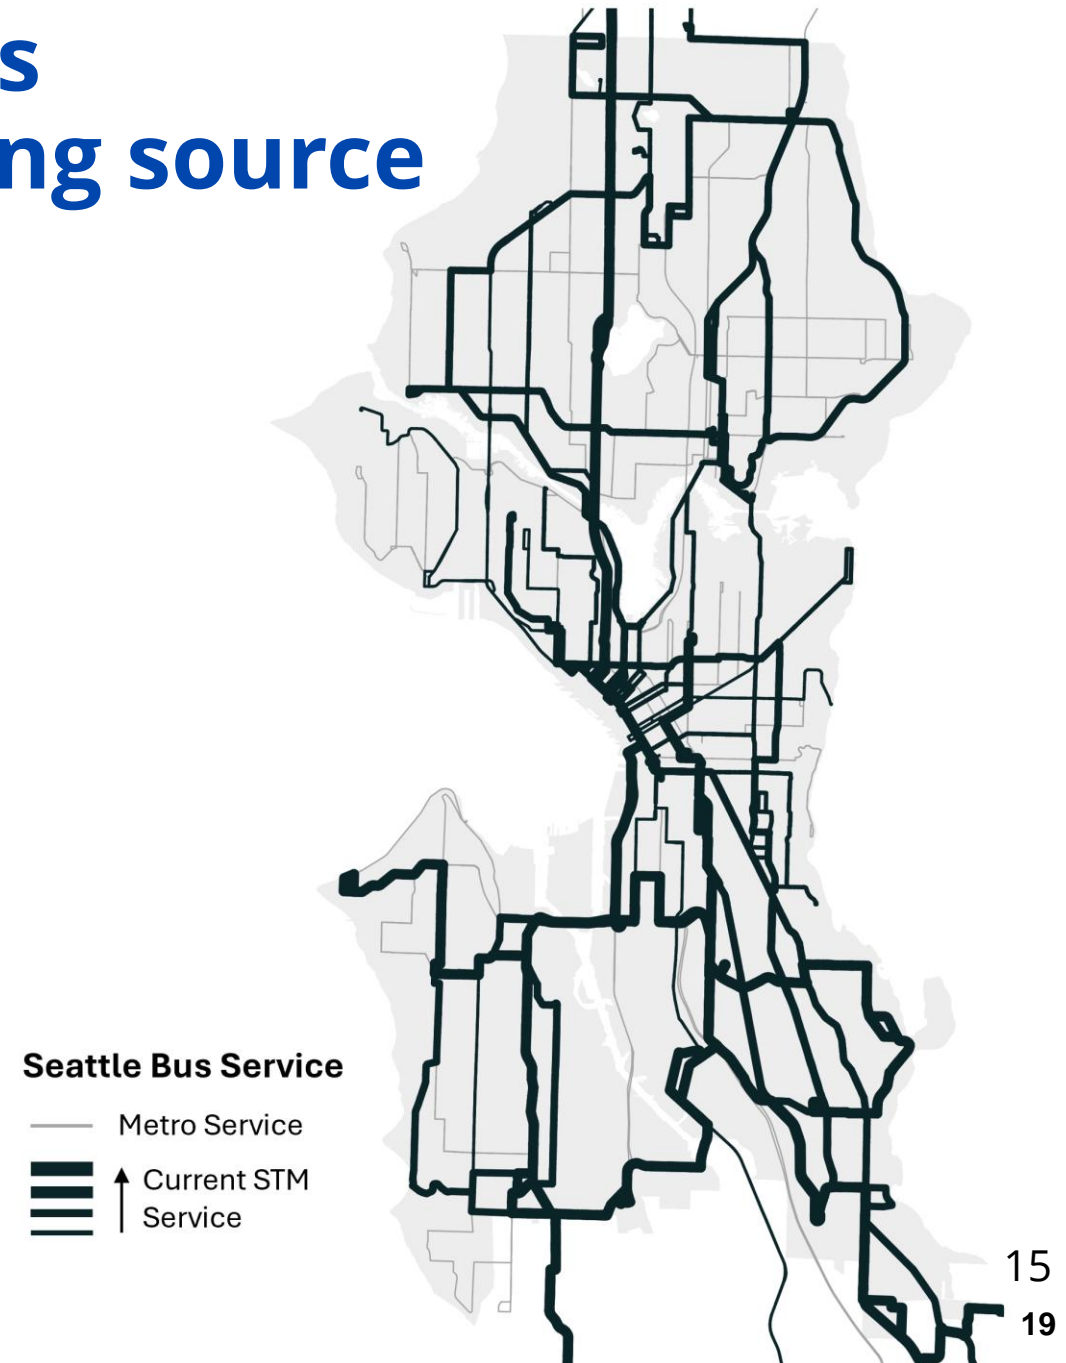 s
ng source
Seattle Bus Service
Metro Service
Current STM
Service
15
19